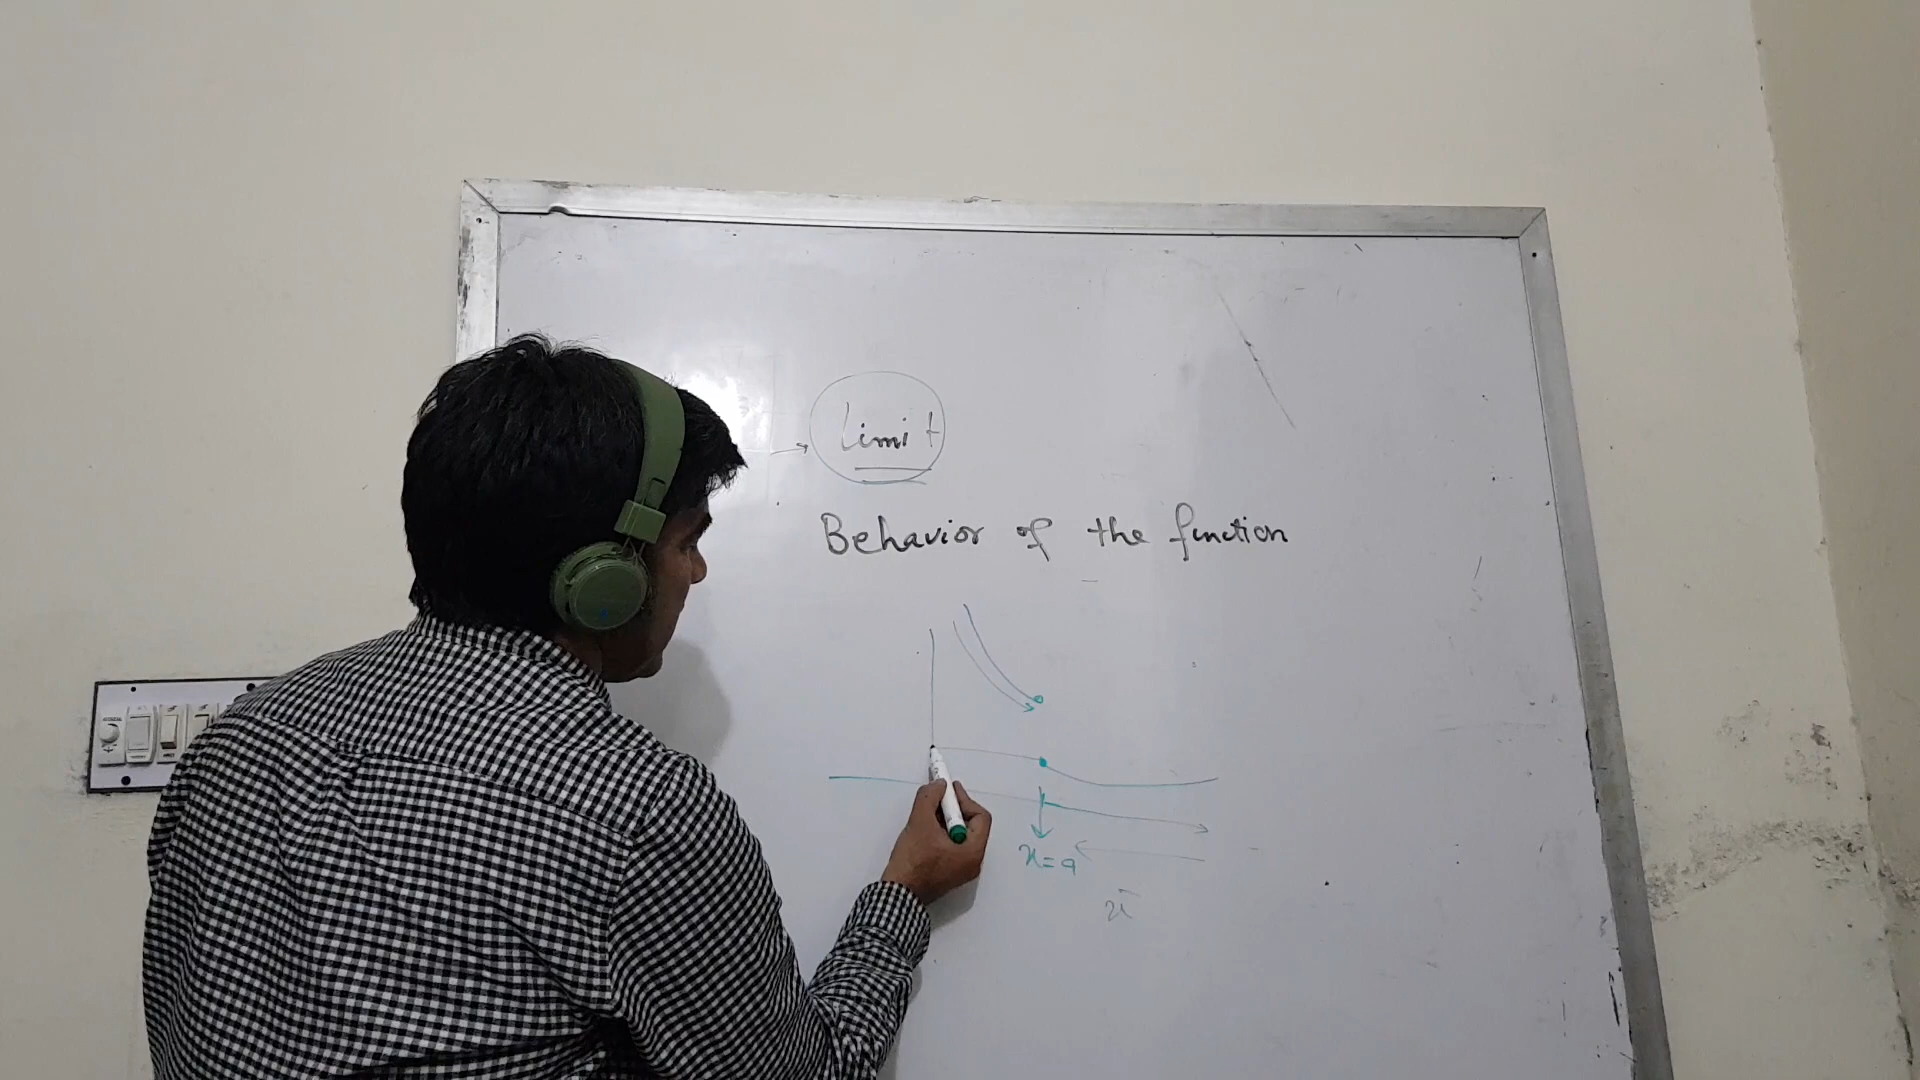 Limit
Behavior of the function
x=a